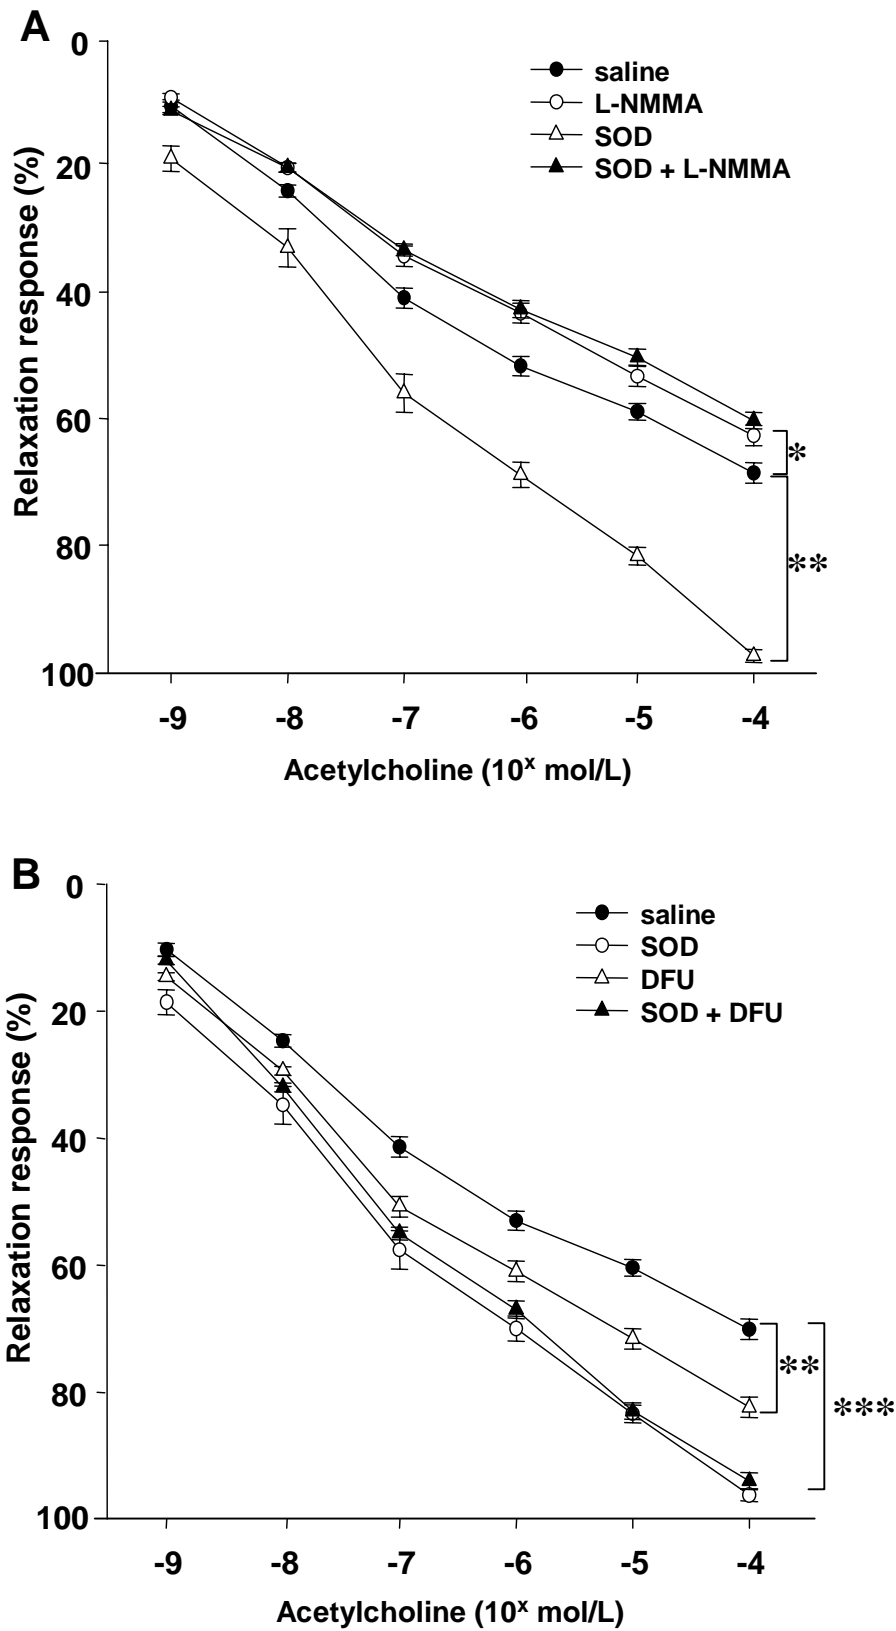 A
0
20
40
60
80
100
Relaxation response (%)
saline
L-NMMA
SOD
SOD + L-NMMA
*
**
-9 -8 -7 -6 -5 -4
Acetylcholine (10ˣ mol/L)
B
0
20
40
60
80
100
Relaxation response (%)
saline
SOD
DFU
SOD + DFU
**
***
-9 -8 -7 -6 -5 -4
Acetylcholine (10ˣ mol/L)